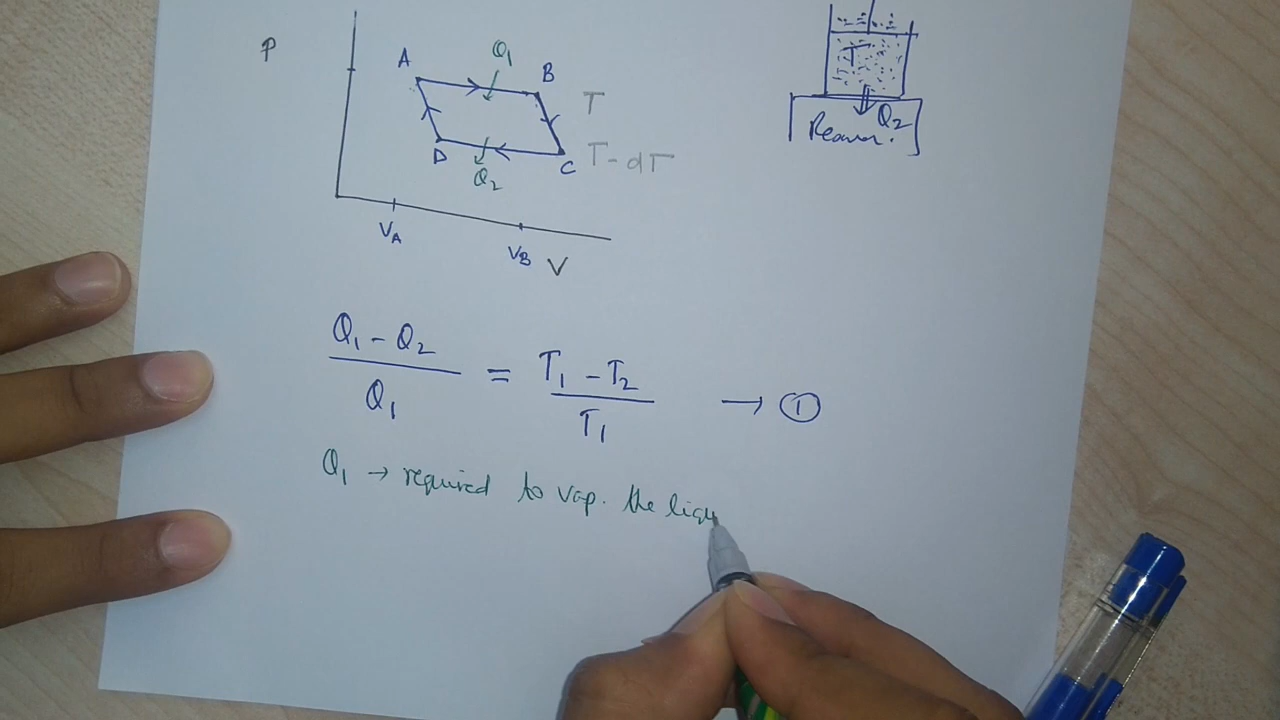 P
A
Q1
B
T
D
Q2
C
T-dT
VA
VB
V
T
Q2
Q1 - Q2
Q1
=
T1 - T2
T1
→ ①
Q1 → required to vap. the liqu